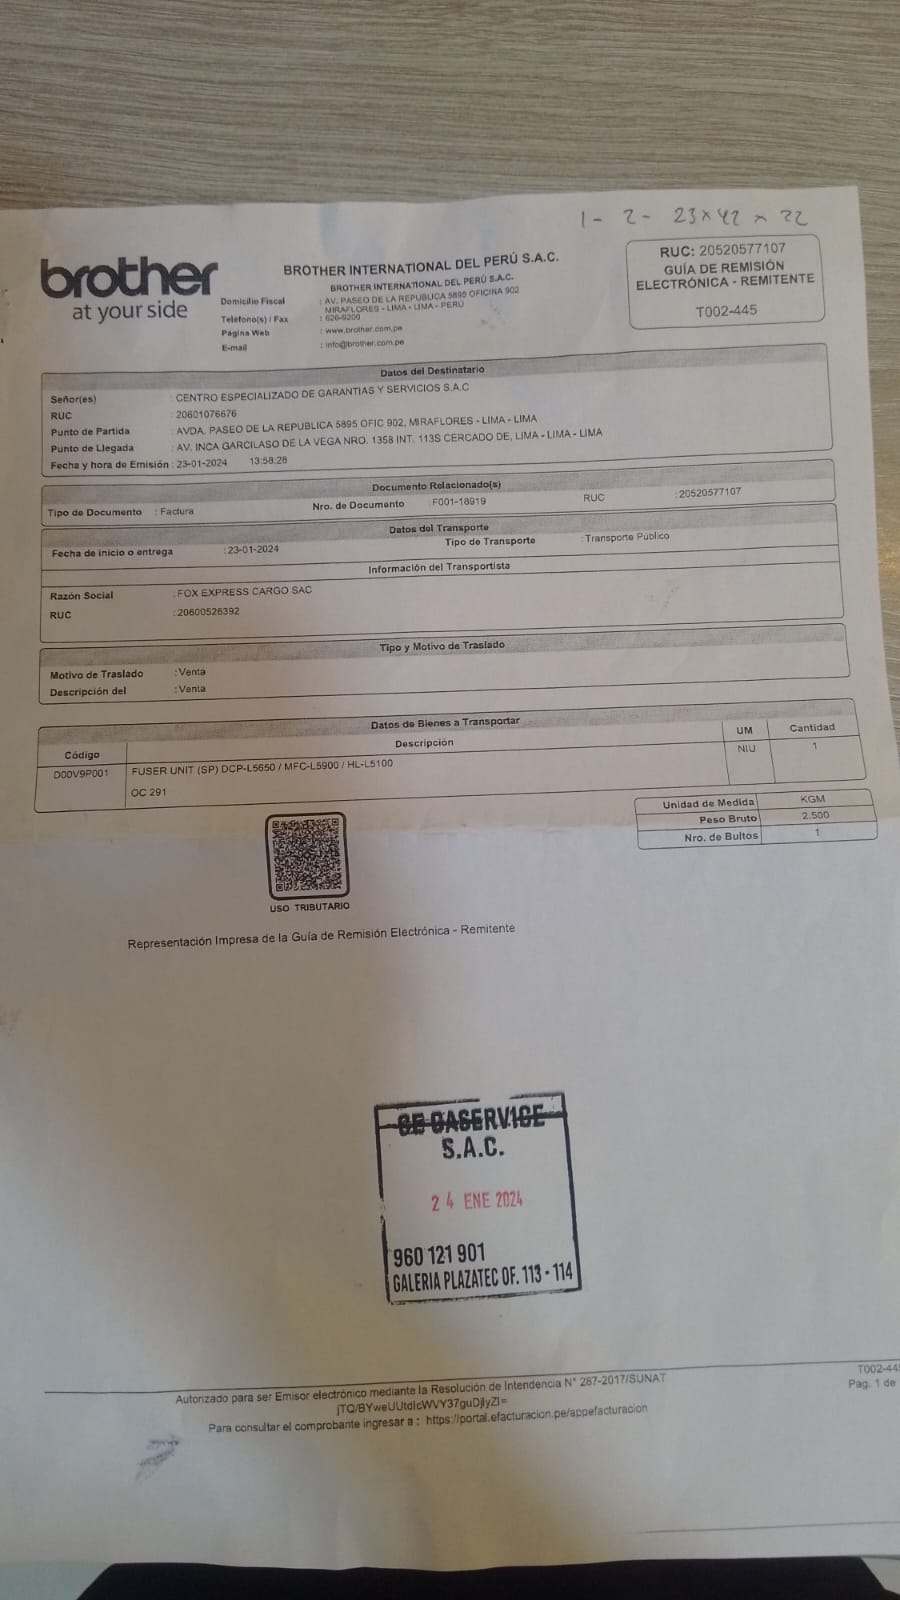 1- 2- 23x42x22
brother
at your side
BROTHER INTERNATIONAL DEL PERÚ S.A.C.
BROTHER INTERNATIONAL DEL PERÚ S.A.C.
Domicilio Fiscal : AV. PASEO DE LA REPUBLICA 5895 OFICINA 902
MIRAFLORES - LIMA - LIMA - PERÚ
Teléfono(s) / Fax : 626-9200
Página Web : www.brother.com.pe
E-mail : info@brother.com.pe
RUC: 20520577107
GUÍA DE REMISIÓN
ELECTRÓNICA - REMITENTE
T002-445
Datos del Destinatario
Señor(es) : CENTRO ESPECIALIZADO DE GARANTIAS Y SERVICIOS S.A.C
RUC : 20601076676
Punto de Partida : AVDA. PASEO DE LA REPUBLICA 5895 OFIC 902, MIRAFLORES - LIMA - LIMA
Punto de Llegada : AV. INCA GARCILASO DE LA VEGA NRO. 1358 INT. 113S CERCADO DE, LIMA - LIMA - LIMA
Fecha y hora de Emisión : 23-01-2024 13:58:28
Documento Relacionado(s)
Tipo de Documento : Factura Nro. de Documento F001-18919 RUC :20520577107
Datos del Transporte
Fecha de inicio o entrega :23-01-2024 Tipo de Transporte :Transporte Público
Información del Transportista
Razón Social :FOX EXPRESS CARGO SAC
RUC :20600526392
Tipo y Motivo de Traslado
Motivo de Traslado :Venta
Descripción del :Venta
Datos de Bienes a Transportar
Código Descripción UM Cantidad
D00V9P001 FUSER UNIT (SP) DCP-L5650 / MFC-L5900 / HL-L5100 NIU 1
OC 291
Unidad de Medida KGM
Peso Bruto 2.500
Nro. de Bultos 1
USO TRIBUTARIO
Representación Impresa de la Guía de Remisión Electrónica - Remitente
S.A.C.
24 ENE 2024
960 121 901
GALERIA PLAZATEC OF. 113 - 114
T002-445
Pag. 1 de
Autorizado para ser Emisor electrónico mediante la Resolución de Intendencia N° 287-2017/SUNAT
Para consultar el comprobante ingresar a : https://portal.efacturacion.pe/appefacturacion